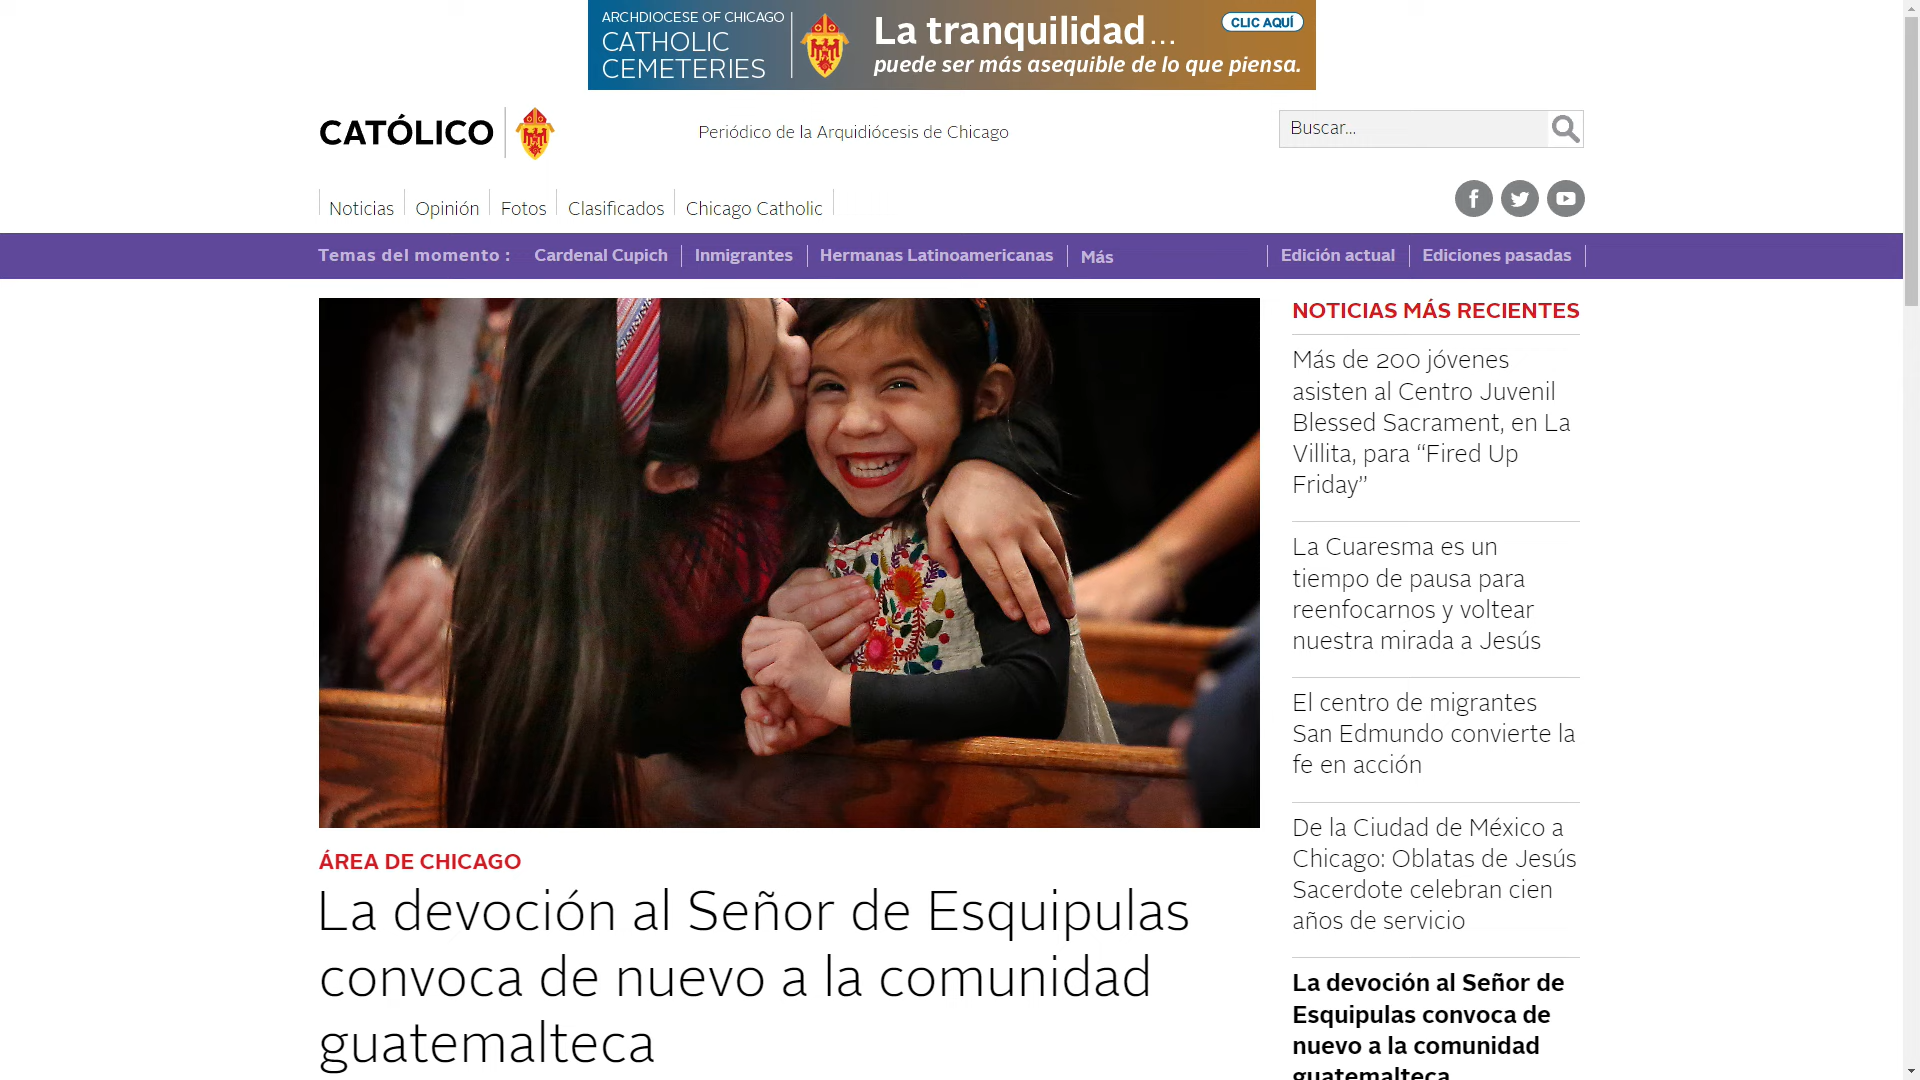 ARCHDIOCESE OF CHICAGO
CATHOLIC
CEMETERIES
La tranquilidad...
puede ser más asequible de lo que piensa.
CLIC AQUÍ
CATÓLICO
Periódico de la Arquidiócesis de Chicago
Buscar...
Noticias
Opinión
Fotos
Clasificados
Chicago Catholic
Temas del momento :
Cardenal Cupich
Inmigrantes
Hermanas Latinoamericanas
Más
Edición actual
Ediciones pasadas
ÁREA DE CHICAGO
La devoción al Señor de Esquipulas
convoca de nuevo a la comunidad
guatemalteca
NOTICIAS MÁS RECIENTES
Más de 200 jóvenes
asisten al Centro Juvenil
Blessed Sacrament, en La
Villita, para “Fired Up
Friday”
La Cuaresma es un
tiempo de pausa para
reenfocarnos y voltear
nuestra mirada a Jesús
El centro de migrantes
San Edmundo convierte la
fe en acción
De la Ciudad de México a
Chicago: Oblatas de Jesús
Sacerdote celebran cien
años de servicio
La devoción al Señor de
Esquipulas convoca de
nuevo a la comunidad
guatemalteca